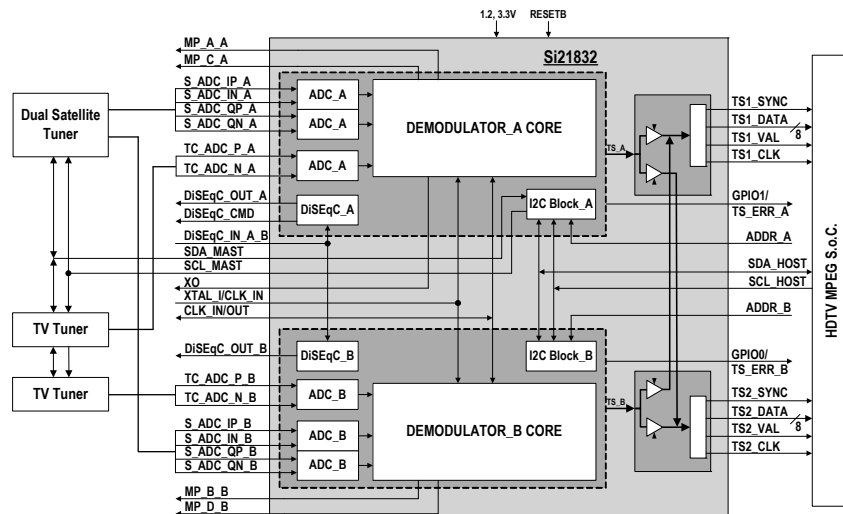 1.2, 3.3V
RESETB
Si21832
MP_A_A
MP_C_A
S_ADC_IP_A
S_ADC_IN_A
S_ADC_QP_A
S_ADC_QN_A
Dual Satellite
Tuner
TC_ADC_P_A
TC_ADC_N_A
DiSEqC_OUT_A
DiSEqC_CMD
DiSEqC_IN_A_B
SDA_MAST
SCL_MAST
XO
XTAL_I/CLK_IN
CLK_IN/OUT
TV Tuner
TV Tuner
DiSEqC_OUT_B
TC_ADC_P_B
TC_ADC_N_B
S_ADC_IP_B
S_ADC_IN_B
S_ADC_QP_B
S_ADC_QN_B
MP_B_B
MP_D_B
ADC_A
ADC_A
ADC_A
DEMODULATOR_A CORE
DiSEqC_A
I2C Block_A
TS_A
DiSEqC_B
I2C Block_B
ADC_B
ADC_B
ADC_B
DEMODULATOR_B CORE
TS_B
TS1_SYNC
TS1_DATA
8
TS1_VAL
TS1_CLK
GPIO1/
TS_ERR_A
ADDR_A
SDA_HOST
SCL_HOST
ADDR_B
GPIO0/
TS_ERR_B
TS2_SYNC
TS2_DATA
8
TS2_VAL
TS2_CLK
HDTV MPEG S.o.C.